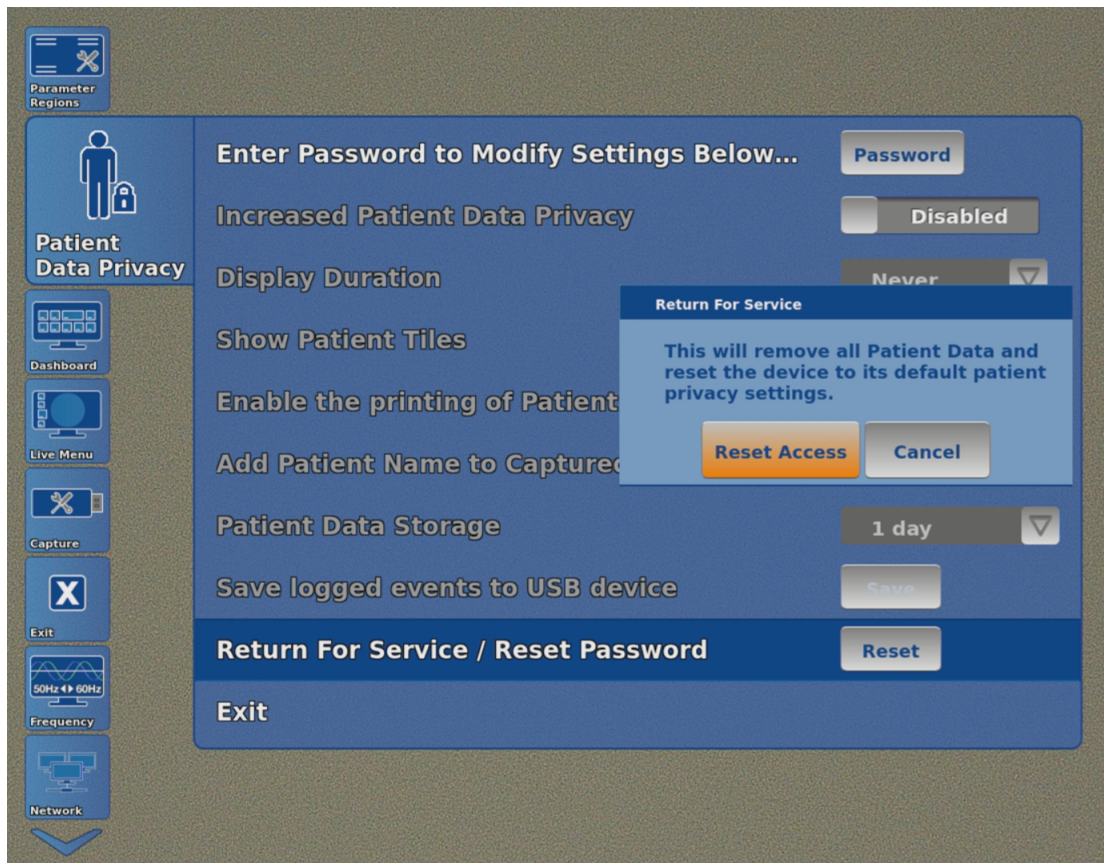 Parameter
Regions
Patient
Data Privacy
Dashboard
Live Menu
Capture
X
Exit
50Hz 60Hz
Frequency
Network
Enter Password to Modify Settings Below...
Password
Increased Patient Data Privacy
Disabled
Display Duration
Never
Show Patient Tiles
Enable the printing of Patient
Add Patient Name to Captured
Return For Service
This will remove all Patient Data and
reset the device to its default patient
privacy settings.
Reset Access
Cancel
Patient Data Storage
1 day
Save logged events to USB device
Save
Return For Service / Reset Password
Reset
Exit